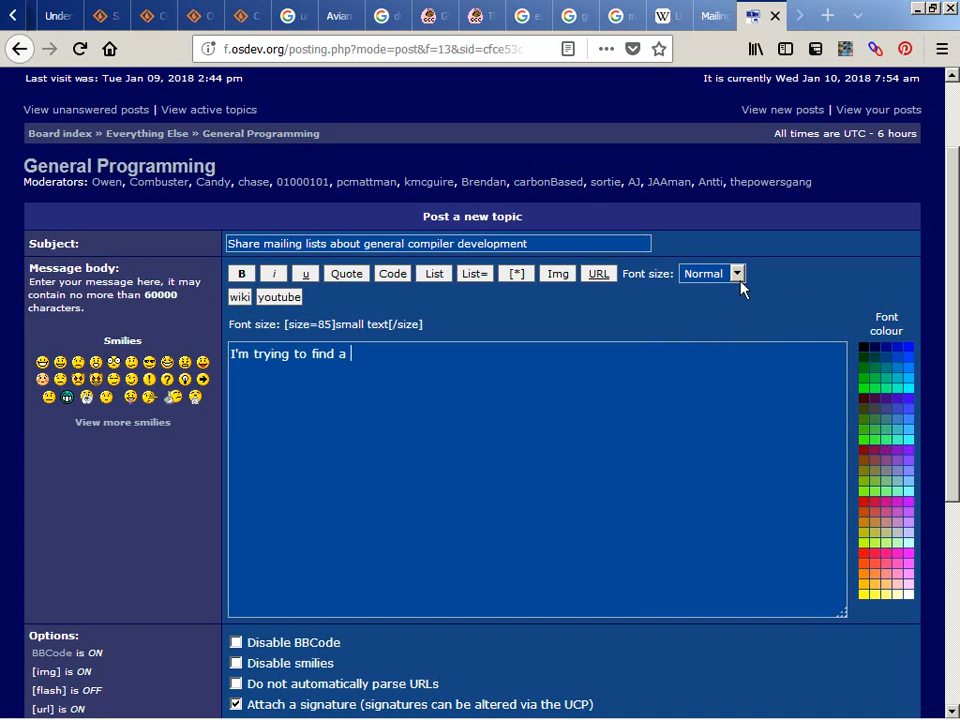 Under
S
C
O
C
u
Avian
d
G
TI
e
g
m
U
Mailing
f.osdev.org/posting.php?mode=post&f=13&sid=cfce53c
Last visit was: Tue Jan 09, 2018 2:44 pm
It is currently Wed Jan 10, 2018 7:54 am
View unanswered posts | View active topics
View new posts | View your posts
Board index » Everything Else » General Programming
All times are UTC - 6 hours
General Programming
Moderators: Owen, Combuster, Candy, chase, 01000101, pcmattman, kmcguire, Brendan, carbonBased, sortie, AJ, JAAman, Antti, thepowersgang
Post a new topic
Subject:
Share mailing lists about general compiler development
Message body:
Enter your message here, it may
contain no more than 60000
characters.
B i u Quote Code List List= [*] Img URL Font size: Normal
wiki youtube
Font size: [size=85]small text[/size]
Font
colour
Smilies
View more smilies
I'm trying to find a
Options:
BBCode is ON
[img] is ON
[flash] is OFF
[url] is ON
Disable BBCode
Disable smilies
Do not automatically parse URLs
Attach a signature (signatures can be altered via the UCP)